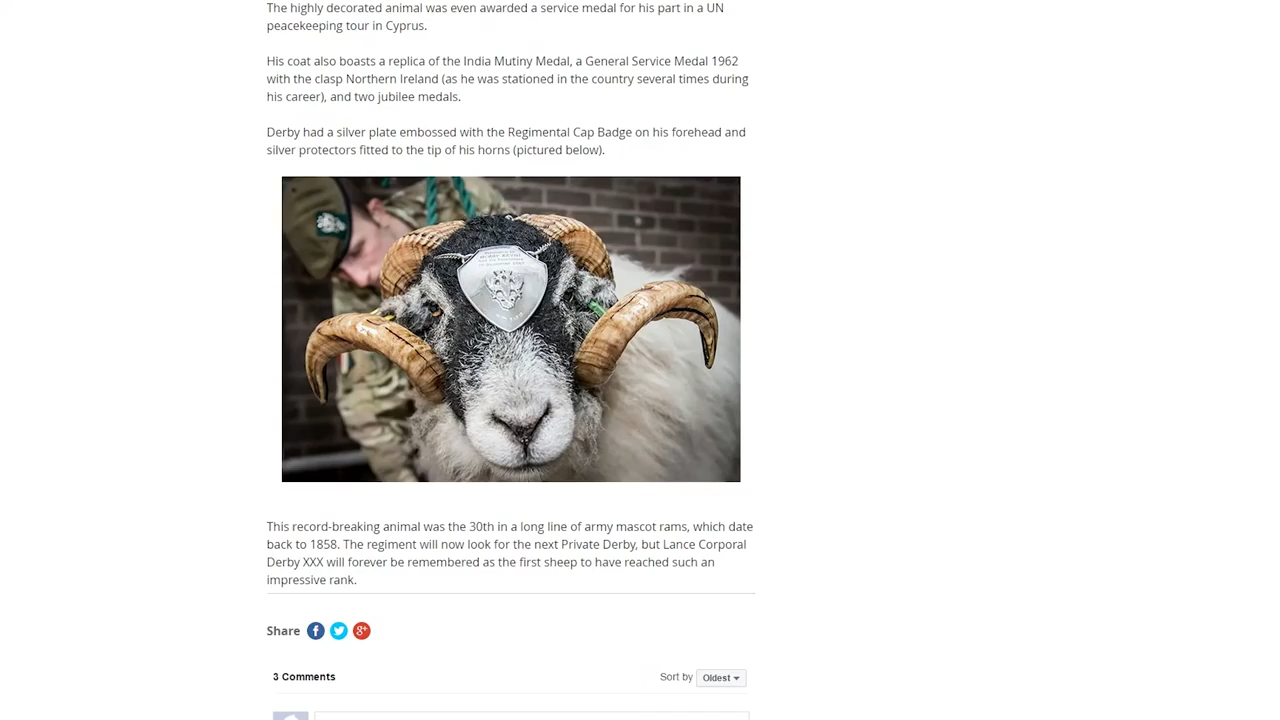 The highly decorated animal was even awarded a service medal for his part in a UN
peacekeeping tour in Cyprus.
His coat also boasts a replica of the India Mutiny Medal, a General Service Medal 1962
with the clasp Northern Ireland (as he was stationed in the country several times during
his career), and two jubilee medals.
Derby had a silver plate embossed with the Regimental Cap Badge on his forehead and
silver protectors fitted to the tip of his horns (pictured below).
This record-breaking animal was the 30th in a long line of army mascot rams, which date
back to 1858. The regiment will now look for the next Private Derby, but Lance Corporal
Derby XXX will forever be remembered as the first sheep to have reached such an
impressive rank.
Share
3 Comments
Sort by Oldest